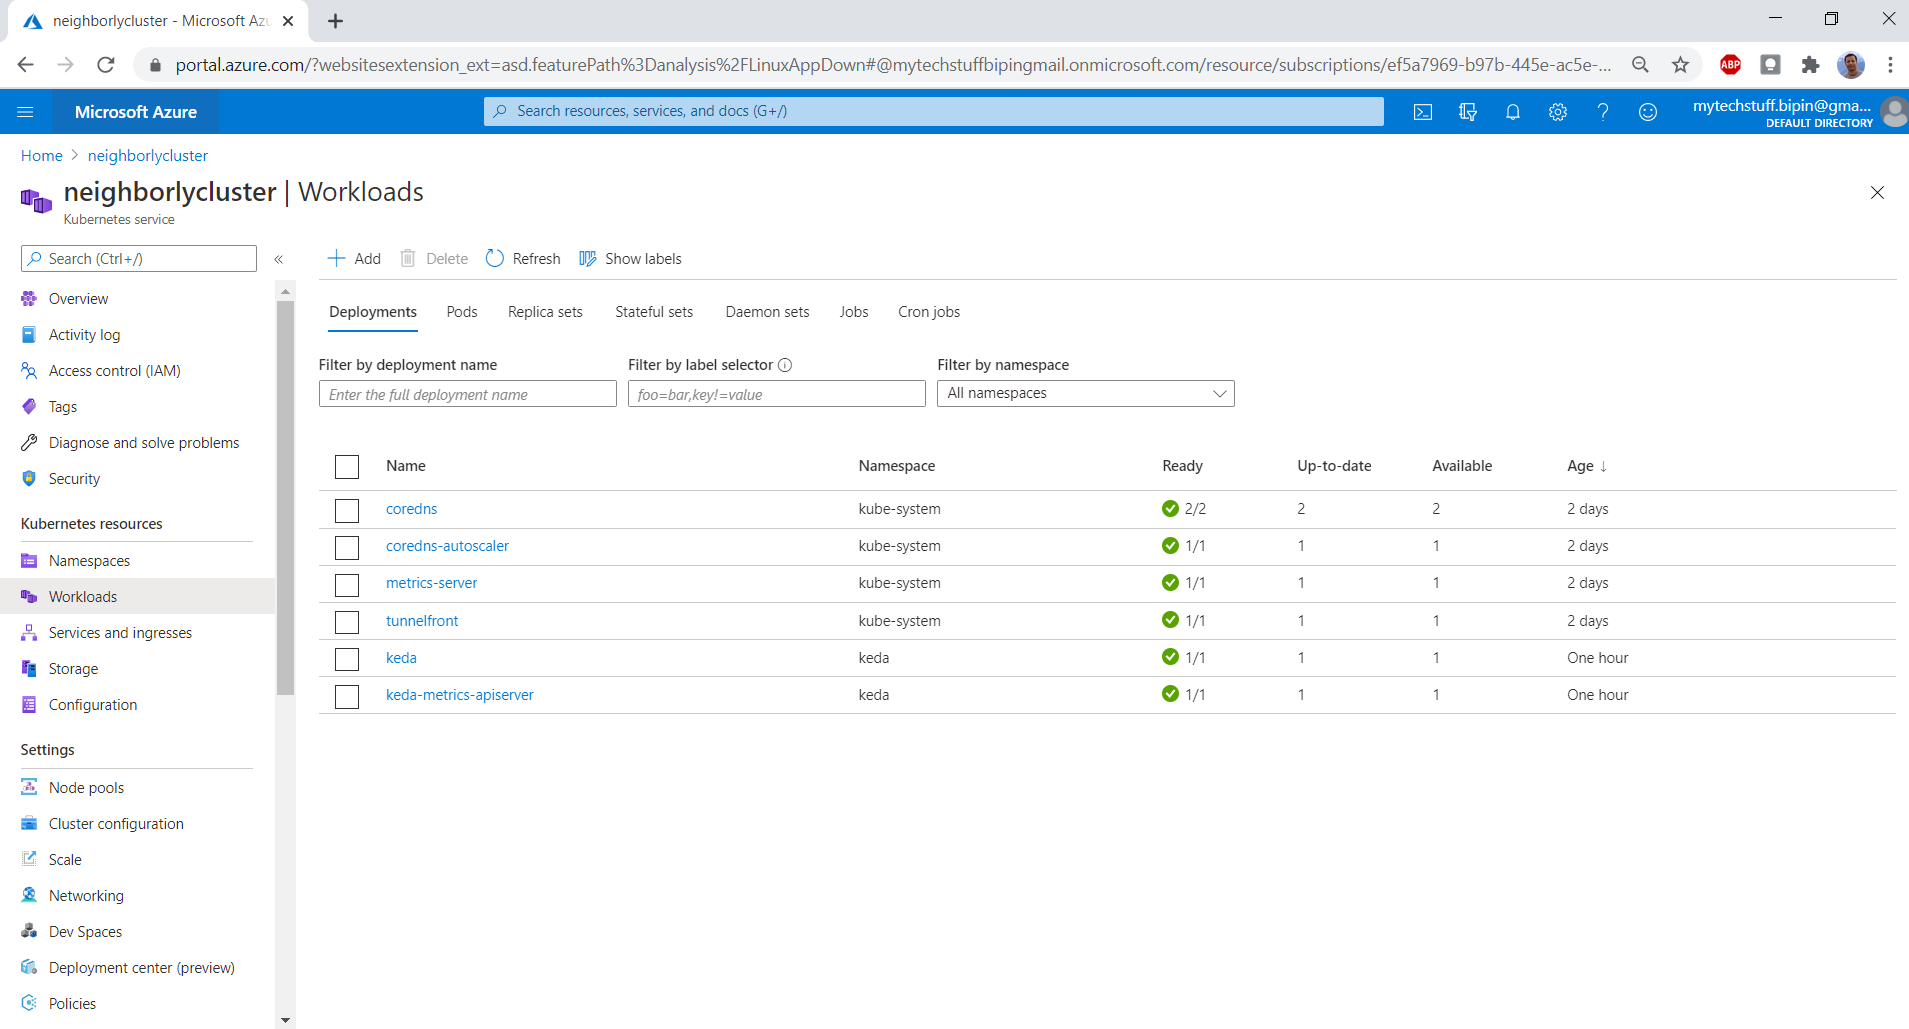 neighborlycluster - Microsoft Azu
portal.azure.com/?websitesextension_ext=asd.featurePath%3Danalysis%2FLinuxAppDown#@mytechstuffbipingmail.onmicrosoft.com/resource/subscriptions/ef5a7969-b97b-445e-ac5e-...
ABP
Microsoft Azure
Search resources, services, and docs (G+/)
mytechstuff.bipin@gma...
DEFAULT DIRECTORY
Home > neighborlycluster
neighborlycluster | Workloads
Kubernetes service
Search (Ctrl+/)
«
Overview
Activity log
Access control (IAM)
Tags
Diagnose and solve problems
Security
Kubernetes resources
Namespaces
Workloads
Services and ingresses
Storage
Configuration
Settings
Node pools
Cluster configuration
Scale
Networking
Dev Spaces
Deployment center (preview)
Policies
Add Delete Refresh Show labels
Deployments Pods Replica sets Stateful sets Daemon sets Jobs Cron jobs
Filter by deployment name Filter by label selector Filter by namespace
Enter the full deployment name foo=bar,key!=value All namespaces
Name Namespace Ready Up-to-date Available Age ↓
coredns kube-system 2/2 2 2 2 days
coredns-autoscaler kube-system 1/1 1 1 2 days
metrics-server kube-system 1/1 1 1 2 days
tunnelfront kube-system 1/1 1 1 2 days
keda keda 1/1 1 1 One hour
keda-metrics-apiserver keda 1/1 1 1 One hour